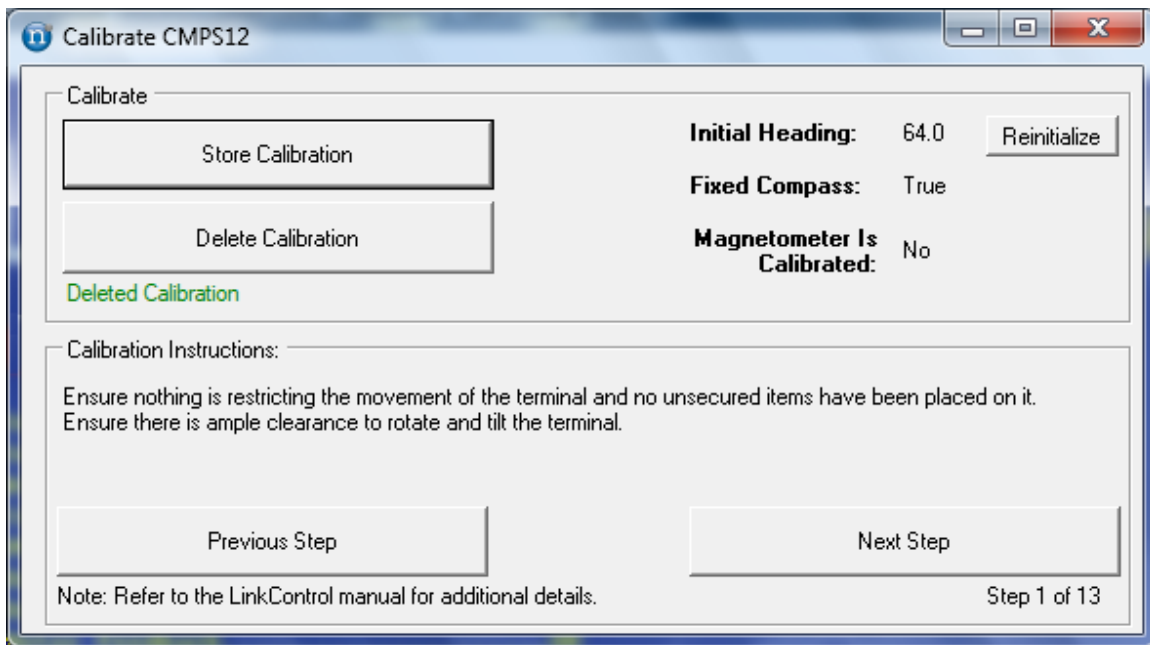 Calibrate CMPS12
Calibrate
Store Calibration
Initial Heading: 64.0 Reinitialize
Fixed Compass: True
Delete Calibration
Magnetometer Is
Calibrated: No
Deleted Calibration
Calibration Instructions:
Ensure nothing is restricting the movement of the terminal and no unsecured items have been placed on it.
Ensure there is ample clearance to rotate and tilt the terminal.
Previous Step
Next Step
Note: Refer to the LinkControl manual for additional details.
Step 1 of 13